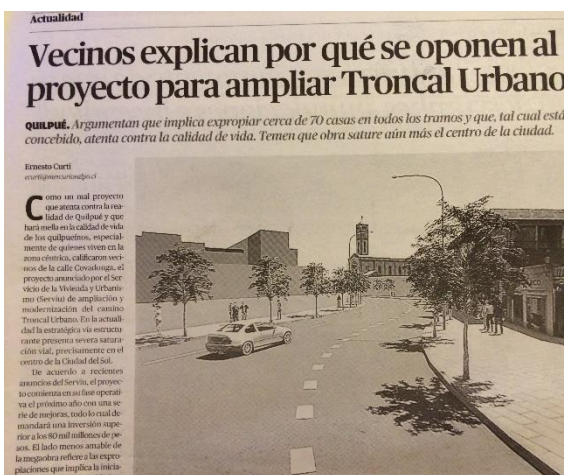 Actualidad
Vecinos explican por qué se oponen al
proyecto para ampliar Troncal Urbano
QUILPUÉ. Argumentan que implica expropiar cerca de 70 casas en todos los tramos y que, tal cual está
concebido, atenta contra la calidad de vida. Temen que obra sature aún más el centro de la ciudad.
Ernesto Curti
Como un mal proyecto
que atenta contra la rea-
lidad de Quilpué y que
hará mella en la calidad de vida
de los quilpueínos, especial-
mente de quienes viven en la
zona céntrica, calificaron veci-
nos de la calle Covadonga, el
proyecto anunciado por el Ser-
vicio de la Vivienda y Urbanis-
mo (Serviu) de ampliación y
modernización del camino
Troncal Urbano. En la actuali-
dad la estratégica vía estructu-
rante presenta severa satura-
ción vial, precisamente en el
centro de la Ciudad del Sol.
De acuerdo a recientes
anuncios del Serviu, el proyec-
to comienza en su fase operati-
va el próximo año con una se-
rie de mejoras, todo lo cual de-
mandará una inversión supe-
rior a los 80 mil millones de pe-
sos. El lado menos amable de
la megaobra refiere a las expro-
piaciones que implica la inicia-